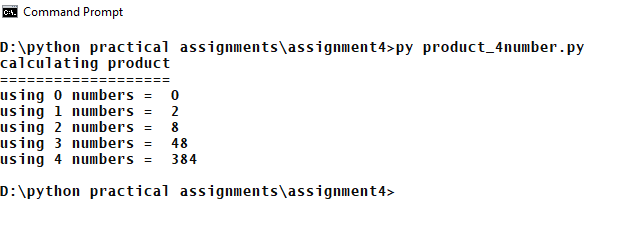 Command Prompt
D:\python practical assignments\assignment4>py product_4number.py
calculating product
===================
using 0 numbers =  0
using 1 numbers =  2
using 2 numbers =  8
using 3 numbers =  48
using 4 numbers =  384
D:\python practical assignments\assignment4>